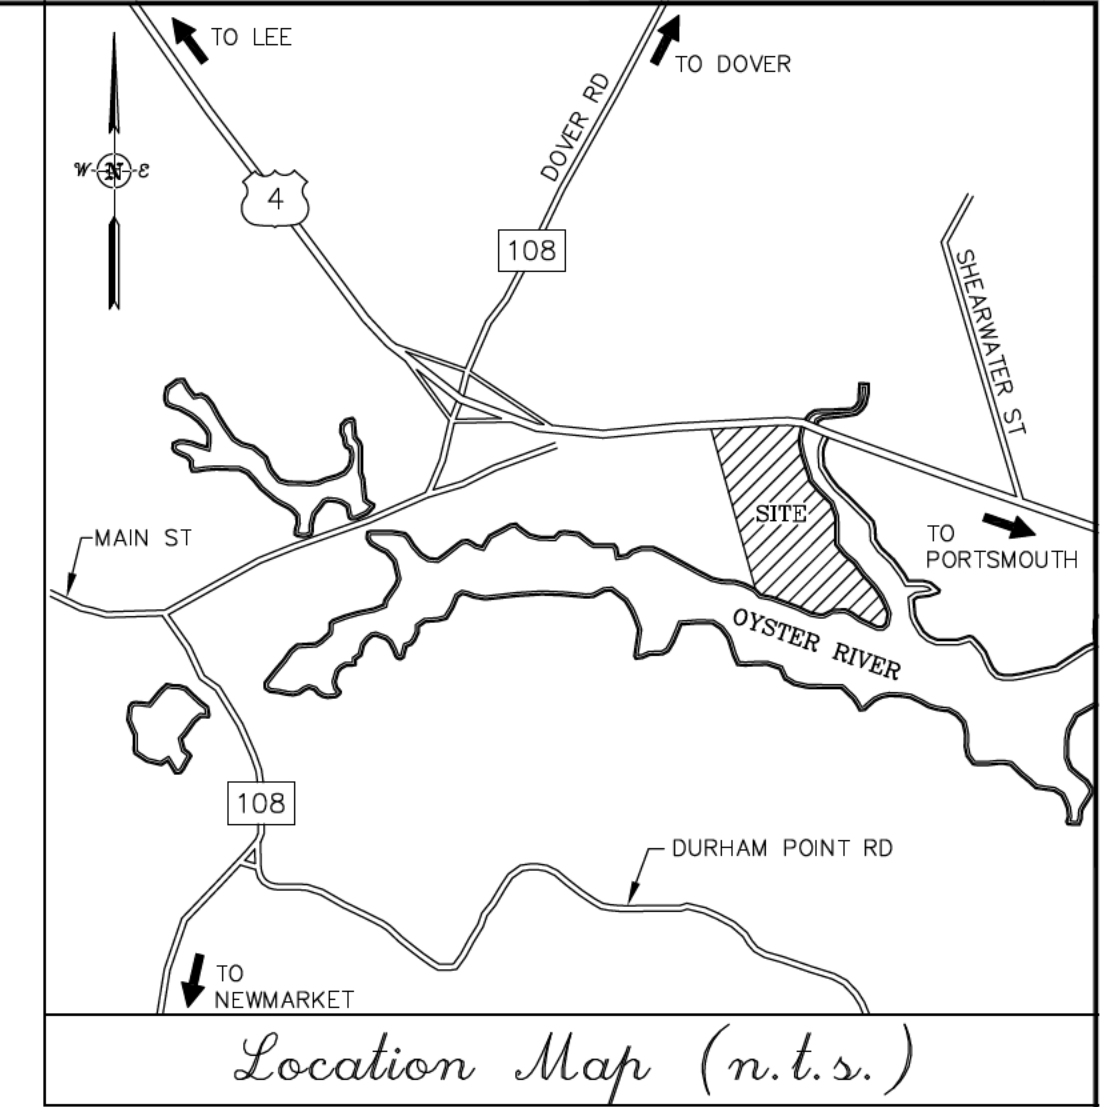 TO LEE
TO DOVER
DOVER RD
W N E
4
108
SHEARWATER ST
SITE
MAIN ST
TO
PORTSMOUTH
OYSTER RIVER
108
DURHAM POINT RD
TO
NEWMARKET
Location Map (n.t.s.)